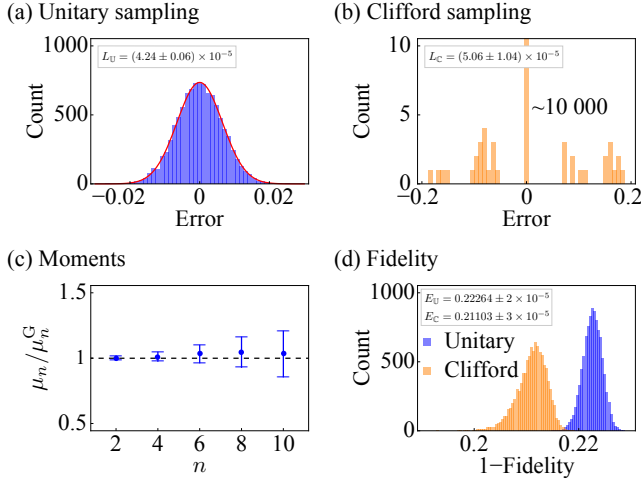 (a) Unitary sampling
L_𝕌 = (4.24 ± 0.06) × 10⁻⁵
1000
500
0
Count
−0.02
0
0.02
Error
(b) Clifford sampling
L_ℂ = (5.06 ± 1.04) × 10⁻⁵
~10 000
10
5
0
Count
−0.2
0
0.2
Error
(c) Moments
1.5
1
0.5
μₙ/μₙᴳ
2 4 6 8 10
n
(d) Fidelity
E_𝕌 = 0.22264 ± 2 × 10⁻⁵
E_ℂ = 0.21103 ± 3 × 10⁻⁵
Unitary
Clifford
1000
500
0
Count
0.2
0.22
1−Fidelity